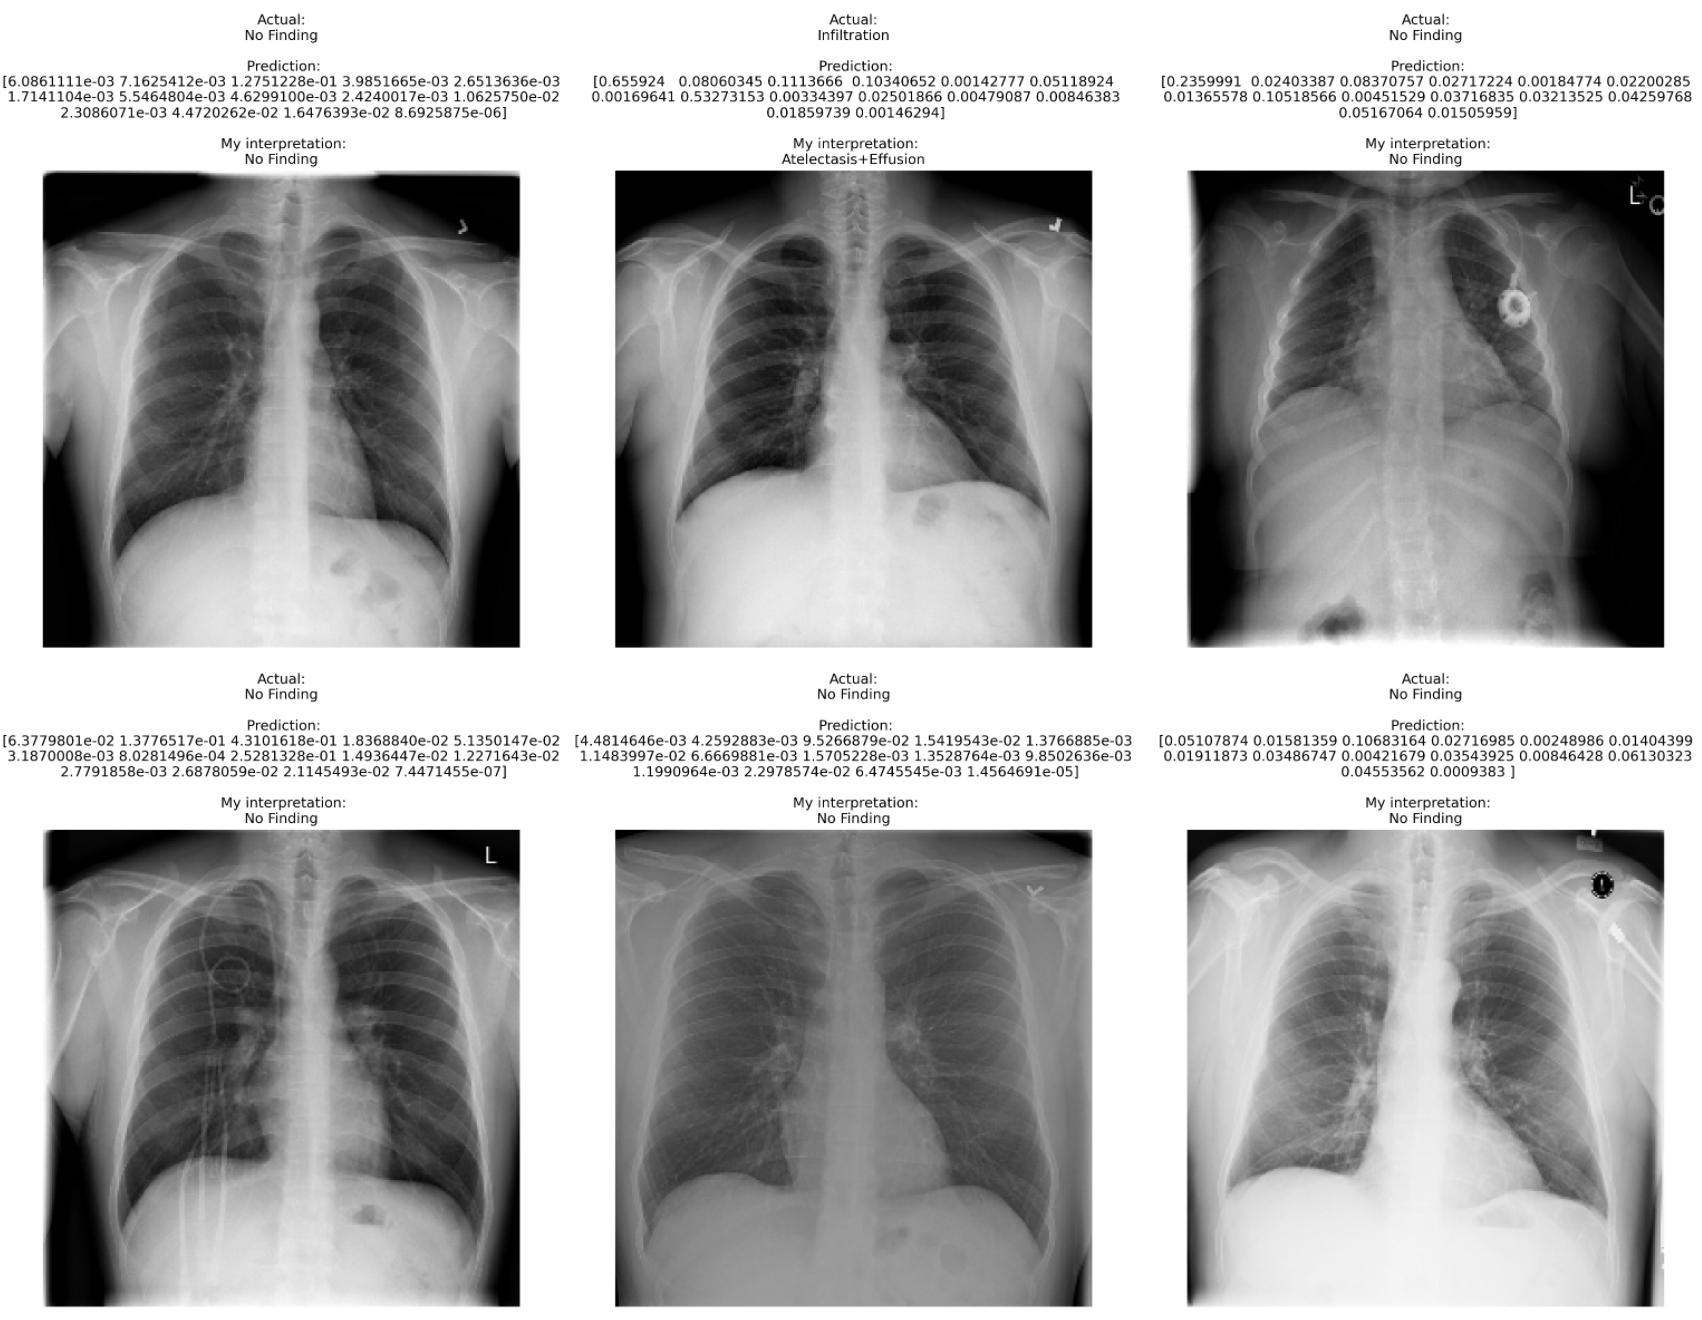 Actual:
No Finding
Prediction:
[6.0861111e-03 7.1625412e-03 1.2751228e-01 3.9851665e-03 2.6513636e-03
1.7141104e-03 5.5464804e-03 4.6299100e-03 2.4240017e-03 1.0625750e-02
2.3086071e-03 4.4720262e-02 1.6476393e-02 8.6925875e-06]
My interpretation:
No Finding
Actual:
Infiltration
Prediction:
[0.655924 0.08060345 0.1113666 0.10340652 0.00142777 0.05118924
0.00169641 0.53273153 0.00334397 0.02501866 0.00479087 0.00846383
0.01859739 0.00146294]
My interpretation:
Atelectasis+Effusion
Actual:
No Finding
Prediction:
[0.2359991 0.02403387 0.08370757 0.02717224 0.00184774 0.02200285
0.01365578 0.10518566 0.00451529 0.03716835 0.03213525 0.04259768
0.05167064 0.01505959]
My interpretation:
No Finding
L
Actual:
No Finding
Prediction:
[6.3779801e-02 1.3776517e-01 4.3101618e-01 1.8368840e-02 5.1350147e-02
3.1870008e-03 8.0281496e-04 2.5281328e-01 1.4936447e-02 1.2271643e-02
2.7791858e-03 2.6878059e-02 2.1145493e-02 7.4471455e-07]
My interpretation:
No Finding
L
Actual:
No Finding
Prediction:
[4.4814646e-03 4.2592883e-03 9.5266879e-02 1.5419543e-02 1.3766885e-03
1.1483997e-02 6.6669881e-03 1.5705228e-03 1.3528764e-03 9.8502636e-03
1.1990964e-03 2.2978574e-02 6.4745545e-03 1.4564691e-05]
My interpretation:
No Finding
Actual:
No Finding
Prediction:
[0.05107874 0.01581359 0.10683164 0.02716985 0.00248986 0.01404399
0.01911873 0.03486747 0.00421679 0.03543925 0.00846428 0.06130323
0.04553562 0.0009383 ]
My interpretation:
No Finding